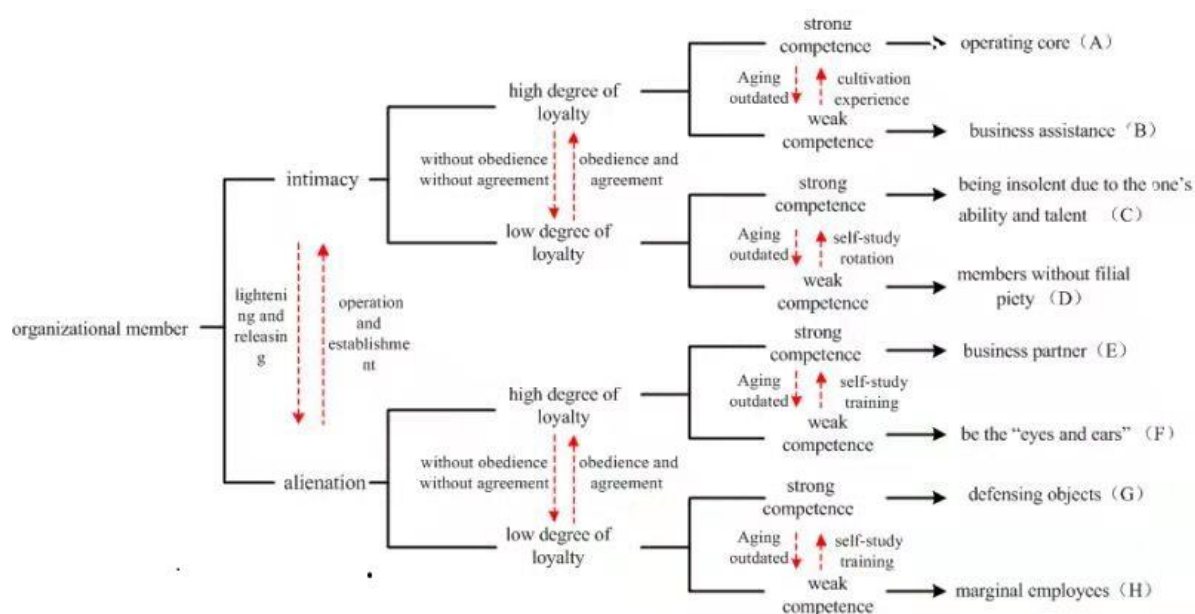 strong
competence
operating core (A)
Aging
outdated
cultivation
experience
high degree of
loyalty
weak
competence
business assistance (B)
without obedience
without agreement
obedience and
agreement
intimacy
strong
competence
being insolent due to the one's
ability and talent (C)
low degree of
loyalty
Aging
outdated
self-study
rotation
weak
competence
members without filial
piety (D)
lighteni
ng and
releasin
g
operation
and
establishme
nt
organizational member
strong
competence
business partner (E)
high degree of
loyalty
Aging
outdated
self-study
training
weak
competence
be the "eyes and ears" (F)
without obedience
without agreement
obedience and
agreement
alienation
strong
competence
defensing objects (G)
low degree of
loyalty
Aging
outdated
self-study
training
weak
competence
marginal employees (H)